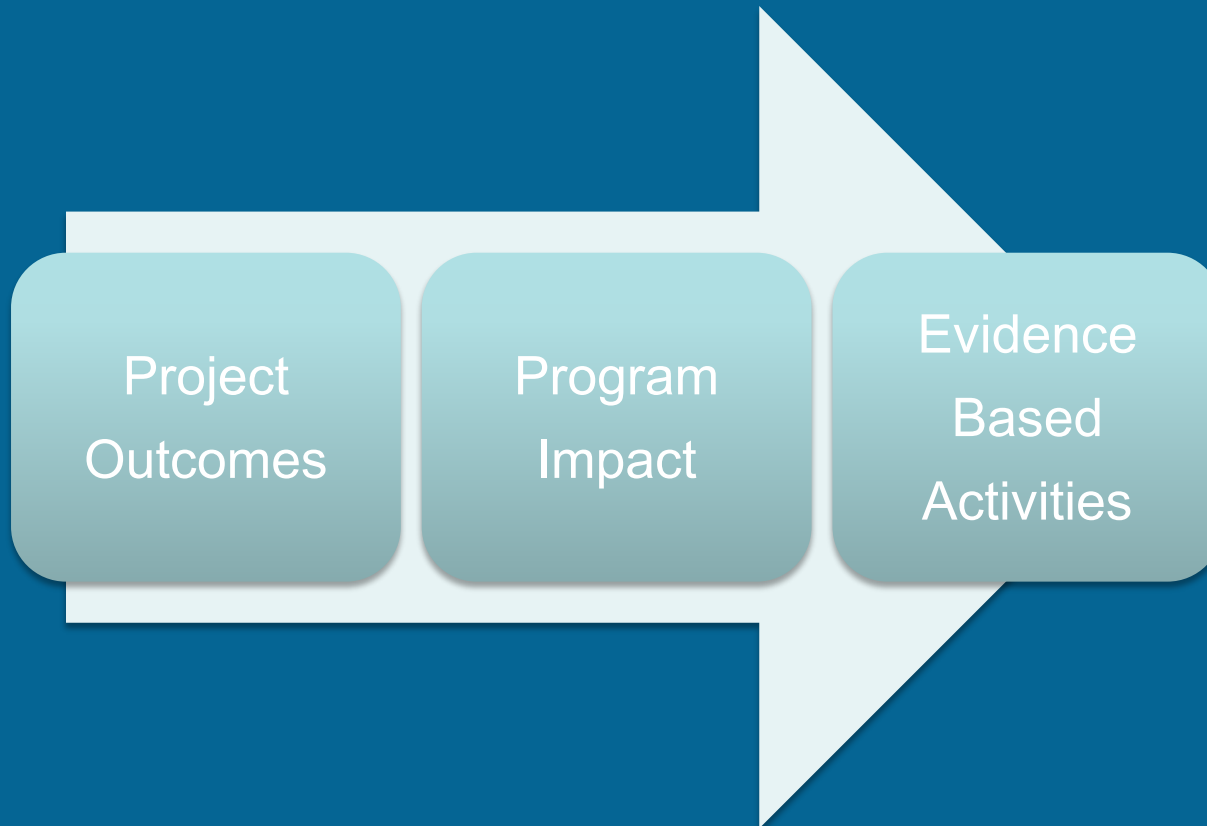 Project
Outcomes
Program
Impact
Evidence
Based
Activities